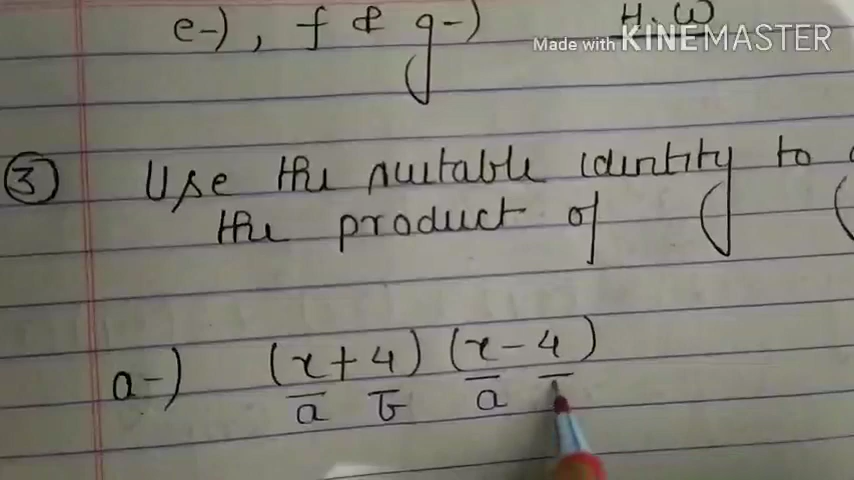 e-), f & g-) H.W
Made with KINEMASTER
③ Use the suitable identity to
the product of
a-) (x + 4) (x - 4)
a b a